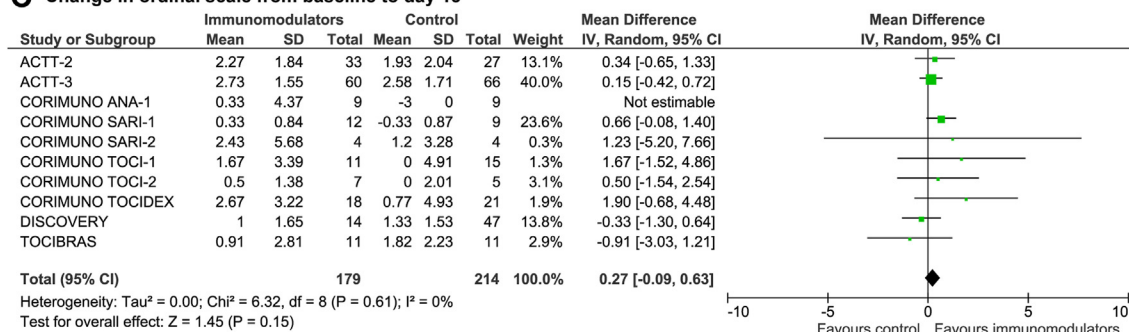 Change in ordinal scale from baseline to day 15
Immunomodulators Control Mean Difference Mean Difference
Study or Subgroup Mean SD Total Mean SD Total Weight IV, Random, 95% CI IV, Random, 95% CI
ACTT-2 2.27 1.84 33 1.93 2.04 27 13.1% 0.34 [-0.65, 1.33]
ACTT-3 2.73 1.55 60 2.58 1.71 66 40.0% 0.15 [-0.42, 0.72]
CORIMUNO ANA-1 0.33 4.37 9 -3 0 9 Not estimable
CORIMUNO SARI-1 0.33 0.84 12 -0.33 0.87 9 23.6% 0.66 [-0.08, 1.40]
CORIMUNO SARI-2 2.43 5.68 4 1.2 3.28 4 0.3% 1.23 [-5.20, 7.66]
CORIMUNO TOCI-1 1.67 3.39 11 0 4.91 15 1.3% 1.67 [-1.52, 4.86]
CORIMUNO TOCI-2 0.5 1.38 7 0 2.01 5 3.1% 0.50 [-1.54, 2.54]
CORIMUNO TOCIDEX 2.67 3.22 18 0.77 4.93 21 1.9% 1.90 [-0.68, 4.48]
DISCOVERY 1 1.65 14 1.33 1.53 47 13.8% -0.33 [-1.30, 0.64]
TOCIBRAS 0.91 2.81 11 1.82 2.23 11 2.9% -0.91 [-3.03, 1.21]
Total (95% CI) 179 214 100.0% 0.27 [-0.09, 0.63]
Heterogeneity: Tau² = 0.00; Chi² = 6.32, df = 8 (P = 0.61); I² = 0%
Test for overall effect: Z = 1.45 (P = 0.15)
-10 -5 0 5 10
Favours control Favours immunomodulators